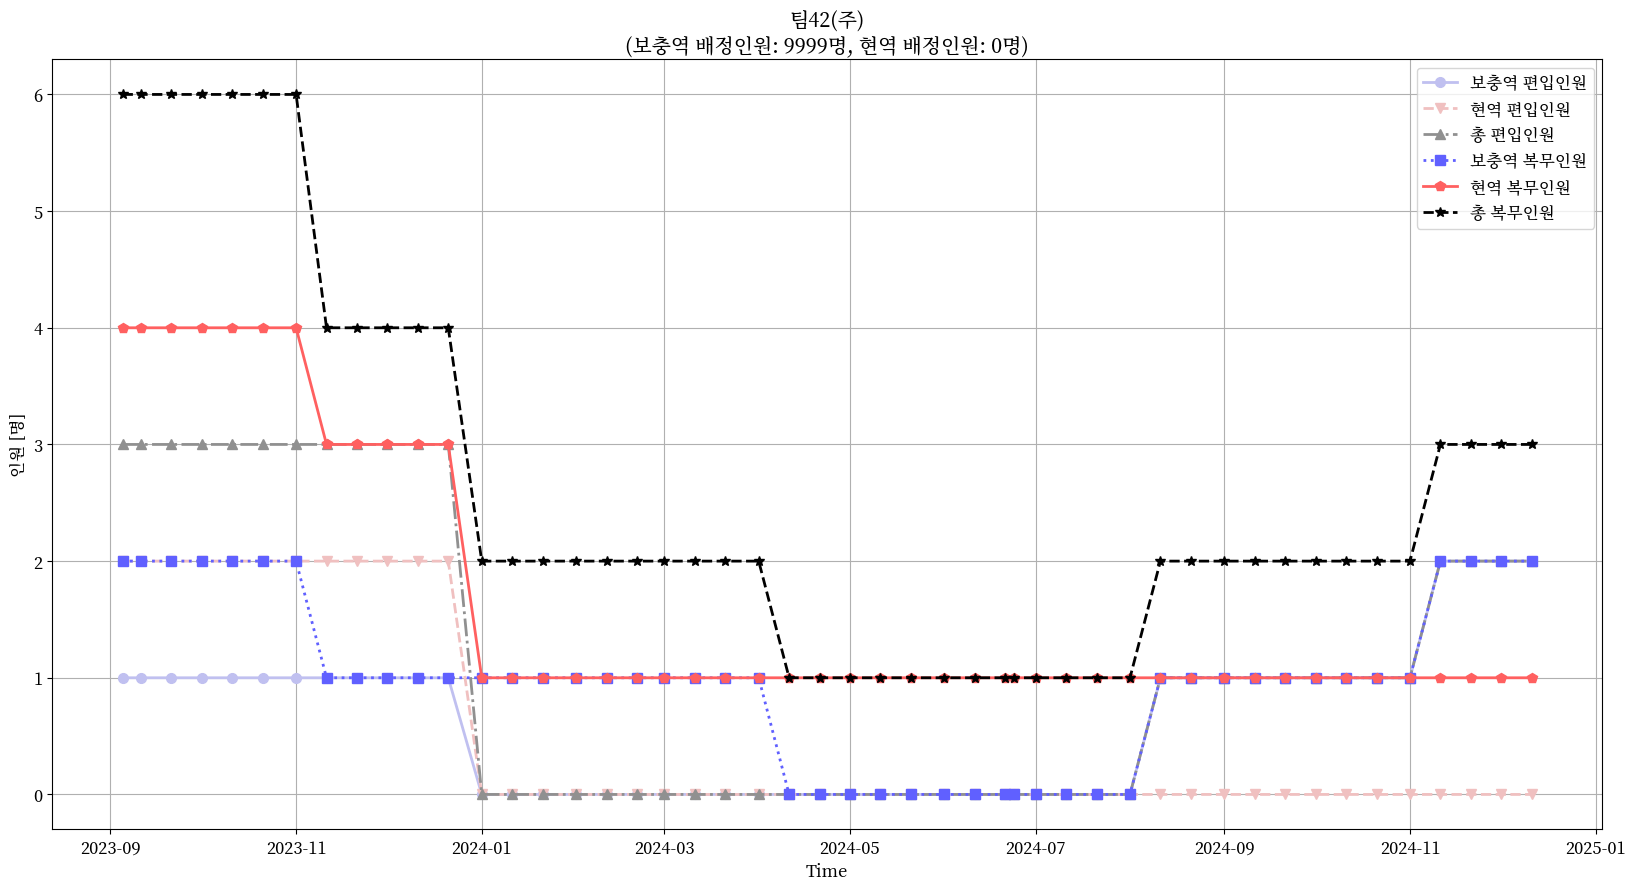 팀42(주)
(보충역 배정인원: 9999명, 현역 배정인원: 0명)
보충역 편입인원
현역 편입인원
총 편입인원
보충역 복무인원
현역 복무인원
총 복무인원
6
5
4
3
2
1
0
인원 [명]
2023-09
2023-11
2024-01
2024-03
2024-05
2024-07
2024-09
2024-11
2025-01
Time